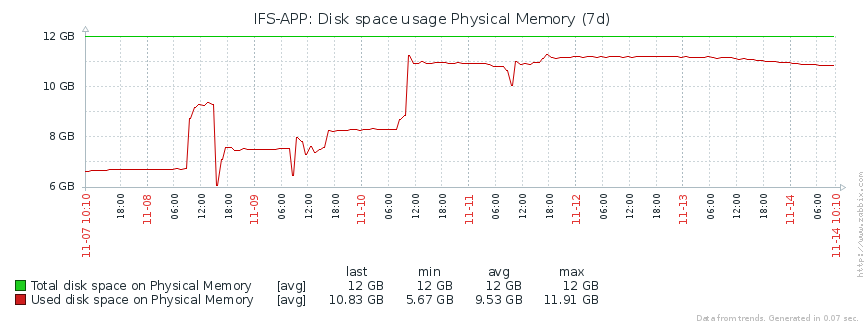 IFS-APP: Disk space usage Physical Memory (7d)
12 GB
10 GB
8 GB
6 GB
11-07 10:10
18:00
11-08
06:00
12:00
18:00
11-09
06:00
12:00
18:00
11-10
06:00
12:00
18:00
11-11
06:00
12:00
18:00
11-12
06:00
12:00
18:00
11-13
06:00
12:00
18:00
11-14
06:00
11-14 10:10
http://www.zabbix.com
last min avg max
Total disk space on Physical Memory [avg] 12 GB 12 GB 12 GB 12 GB
Used disk space on Physical Memory [avg] 10.83 GB 5.67 GB 9.53 GB 11.91 GB
Data from trends. Generated in 0.07 sec.